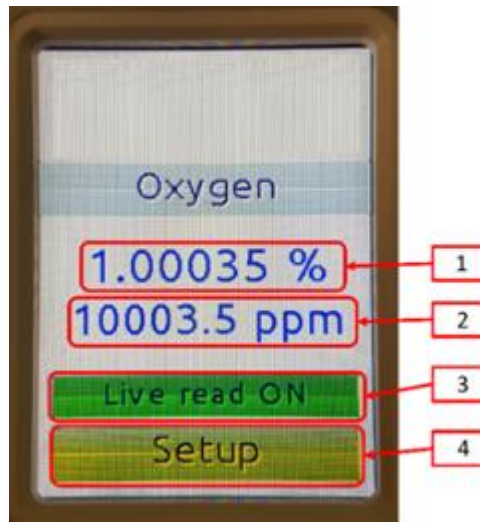 Oxygen
1.00035 %
1
10003.5 ppm
2
Live read ON
3
Setup
4